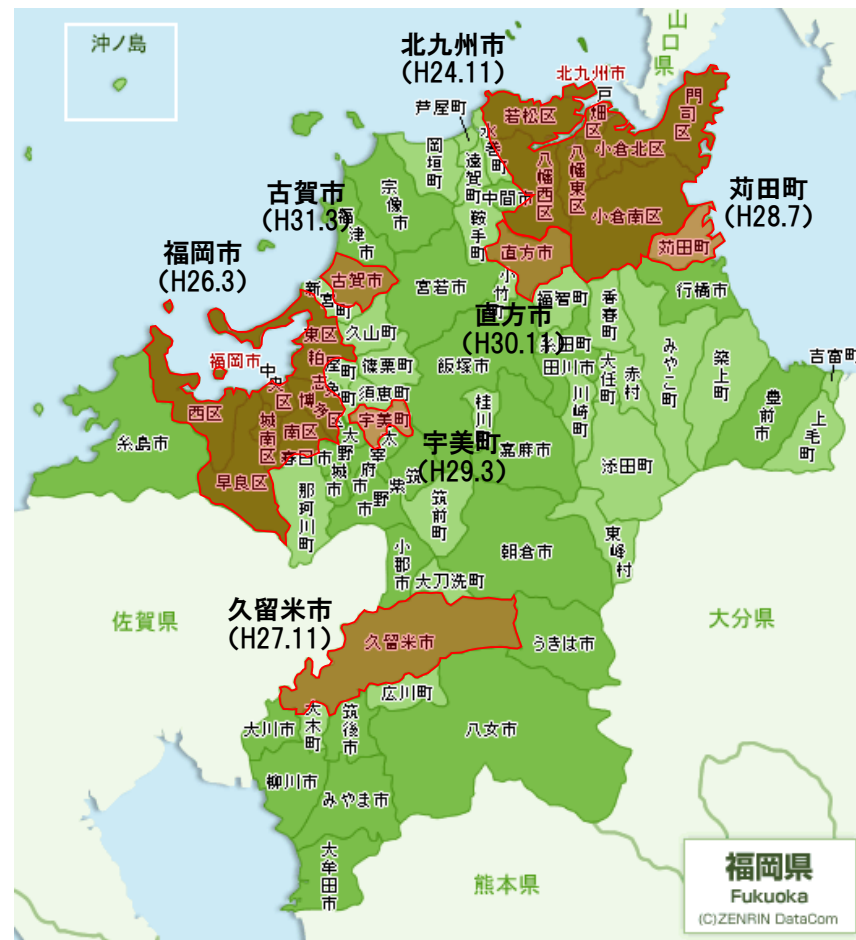 沖ノ島
山口県
北九州市
(H24.11)
北九州市
戸畑区
門司区
若松区
芦屋町
水巻町
小倉北区
岡垣町
遠賀町
八幡西区
八幡東区
古賀市
(H31.3)
宗像市
中間市
苅田町
(H28.7)
鞍手町
小倉南区
福津市
福岡市
(H26.3)
直方市
苅田町
古賀市
新宮町
宮若市
小竹町
福智町
香春町
行橋市
直方市
(H30.11)
東区
久山町
糸田町
福岡市
粕屋町
篠栗町
飯塚市
田川市
大任町
赤村
みやこ町
築上町
吉富町
中央区
志免町
須恵町
西区
城南区
博多区
南区
宇美町
桂川町
川崎町
豊前市
上毛町
糸島市
春日市
大野城市
太宰府市
宇美町
(H29.3)
嘉麻市
添田町
早良区
那珂川町
筑紫野市
筑前町
東峰村
小郡市
朝倉市
大刀洗町
久留米市
(H27.11)
佐賀県
大分県
久留米市
うきは市
広川町
大川市
大木町
筑後市
八女市
柳川市
みやま市
大牟田市
熊本県
福岡県
Fukuoka
(C)ZENRIN DataCom